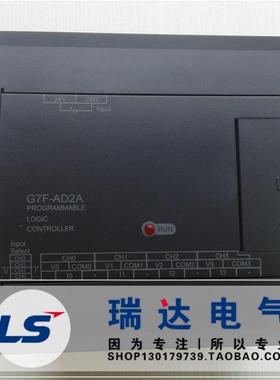 24V 24G
Input
G7F-AD2A
PROGRAMMABLE
LOGIC
CONTROLLER
RUN
Input
Select
CH0 CH1 CH2 CH3
V0 COM0 V1 COM1 V2 COM2 V3 COM3
I0 I1 I2 I3
LS
瑞达电气
因为专业 | 所以专业
SHOP130179739.TAOBAO.COM